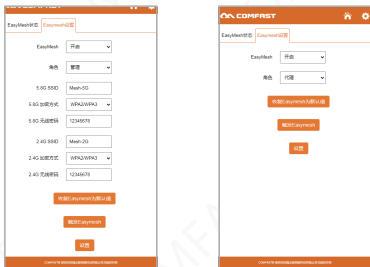 EasyMesh状态 Easymesh设置
EasyMesh 开启
角色 管理
5.8G SSID Mesh-5G
5.8G 加密方式 WPA2/WPA3
5.8G 无线密码 12345678
2.4G SSID Mesh-2G
2.4G 加密方式 WPA2/WPA3
2.4G 无线密码 12345678
恢复Easymesh为默认值
触发Easymesh
设置
COMFAST
EasyMesh状态 Easymesh设置
EasyMesh 开启
角色 代理
恢复Easymesh为默认值
触发Easymesh
设置